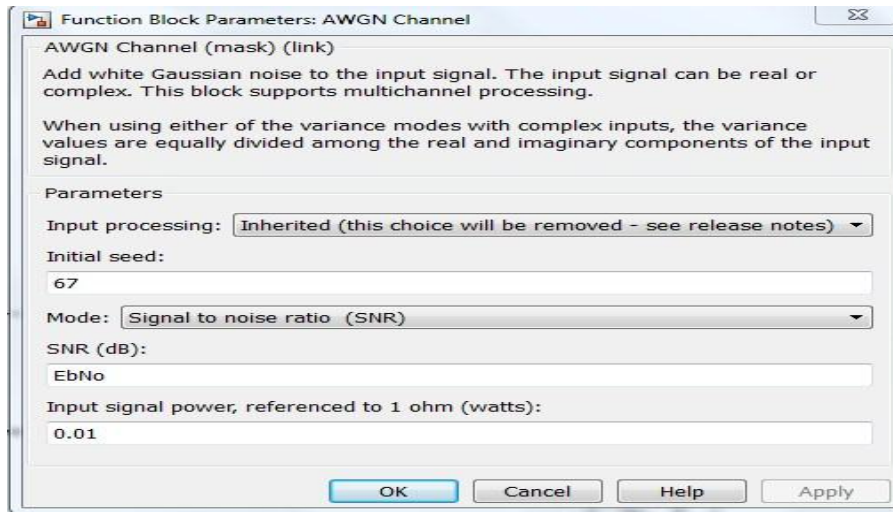 Function Block Parameters: AWGN Channel
AWGN Channel (mask) (link)
Add white Gaussian noise to the input signal. The input signal can be real or
complex. This block supports multichannel processing.
When using either of the variance modes with complex inputs, the variance
values are equally divided among the real and imaginary components of the input
signal.
Parameters
Input processing: Inherited (this choice will be removed - see release notes)
Initial seed:
67
Mode: Signal to noise ratio (SNR)
SNR (dB):
EbNo
Input signal power, referenced to 1 ohm (watts):
0.01
OK Cancel Help Apply